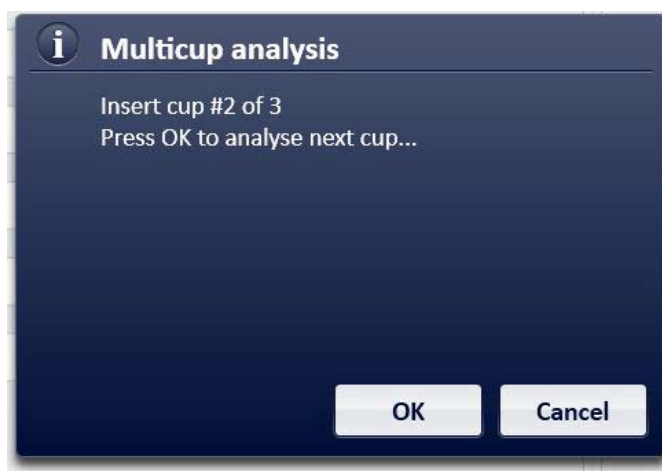 Multicup analysis
Insert cup #2 of 3
Press OK to analyse next cup...
OK
Cancel